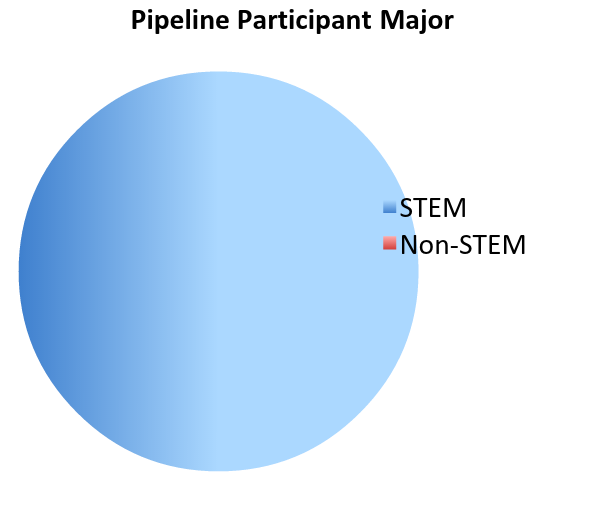 Pipeline Participant Major
STEM
Non-STEM